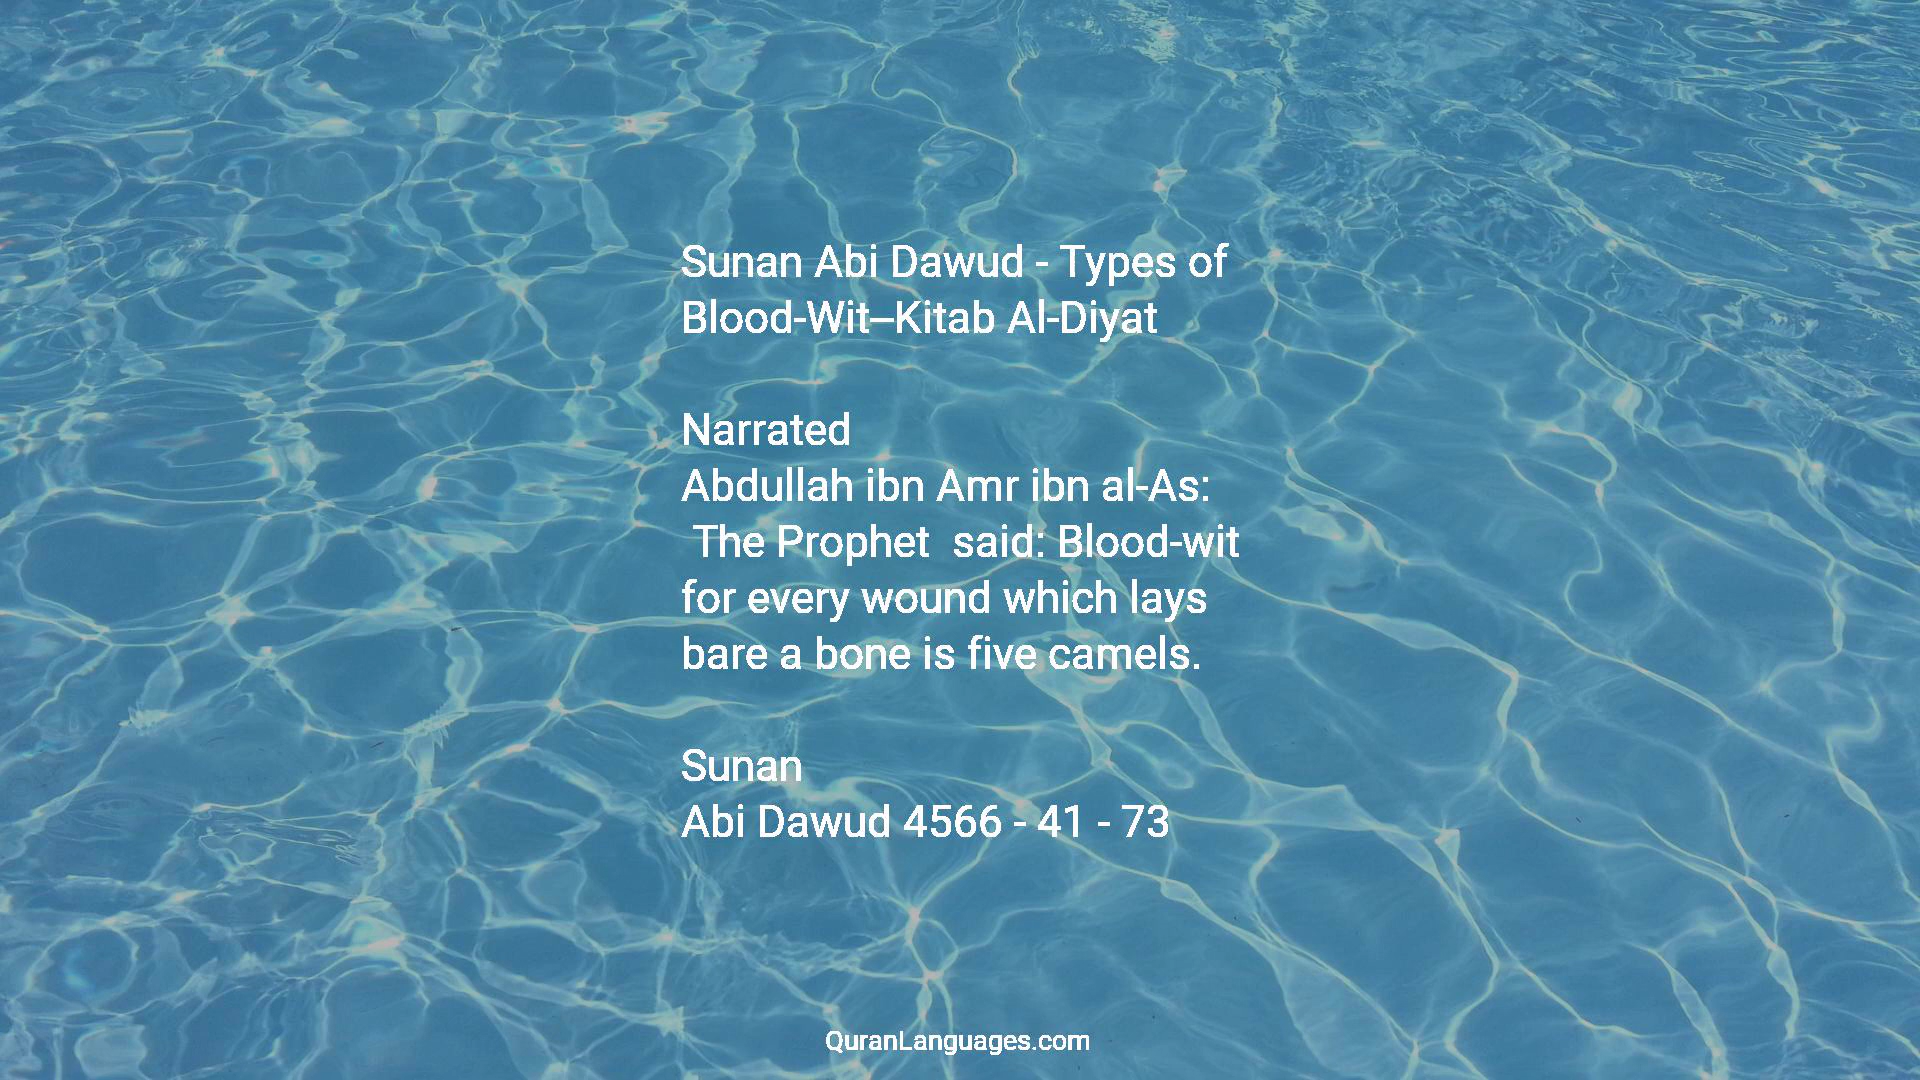 Sunan Abi Dawud - Types of
Blood-Wit–Kitab Al-Diyat
Narrated
Abdullah ibn Amr ibn al-As:
The Prophet  said: Blood-wit
for every wound which lays
bare a bone is five camels.
Sunan
Abi Dawud 4566 - 41 - 73
QuranLanguages.com